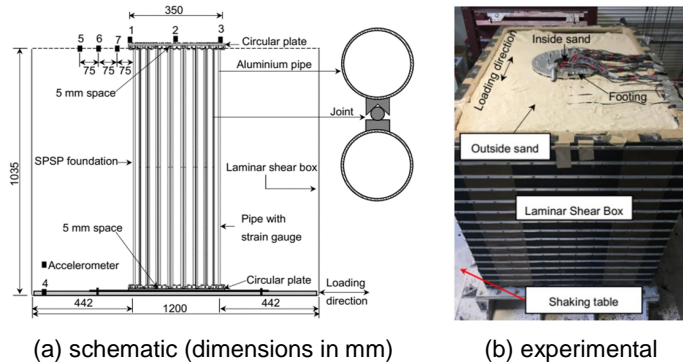 350
1
2
3
Circular plate
5 6 7
75 75 75
Aluminium pipe
5 mm space
Joint
SPSP foundation
1035
Laminar shear box
5 mm space
Pipe with
strain gauge
Accelerometer
Circular plate
4
Loading
direction
442
1200
442
(a) schematic (dimensions in mm)
Inside sand
Loading direction
Footing
Outside sand
Laminar Shear Box
Shaking table
(b) experimental